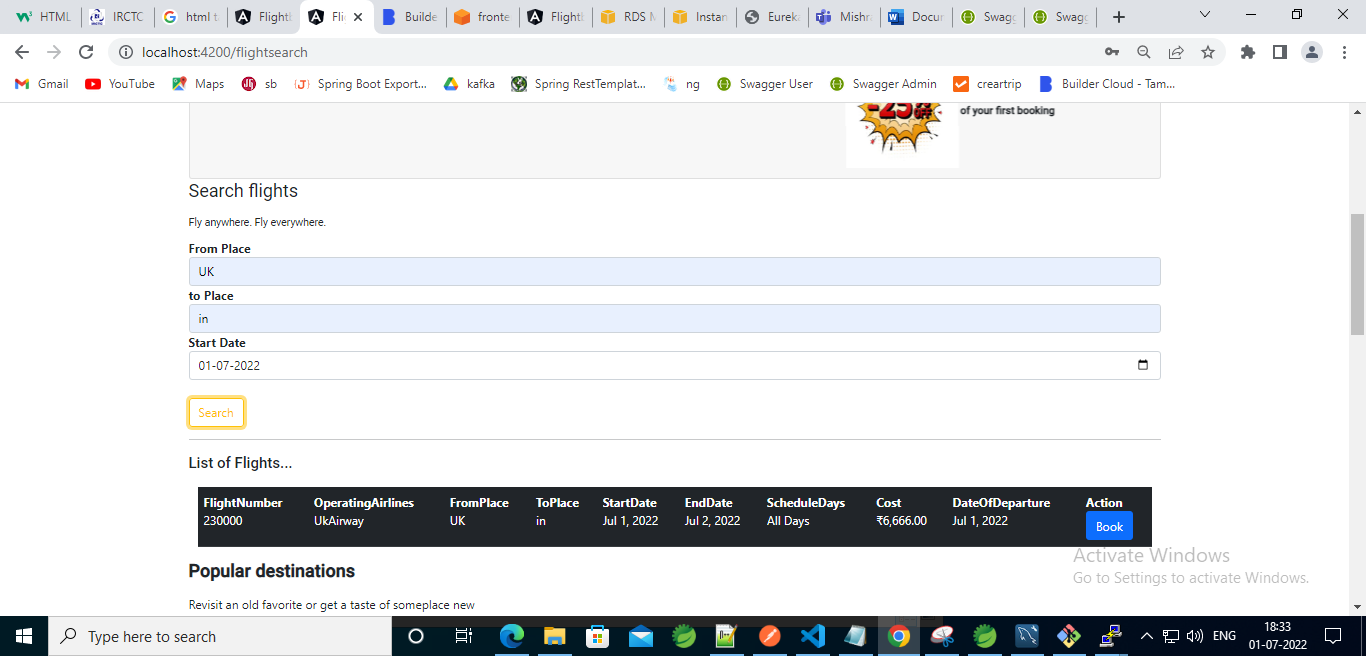 HTML IRCTC html t Flight Fli Builde fronte Flight RDS Instan Eurek Mishr Docur Swag Swag
localhost:4200/flightsearch
Gmail YouTube Maps sb Spring Boot Export... kafka Spring RestTemplat... ng Swagger User Swagger Admin creartrip Builder Cloud - Tam...
-25% OFF
of your first booking
Search flights
Fly anywhere. Fly everywhere.
From Place
UK
to Place
in
Start Date
01-07-2022
Search
List of Flights...
FlightNumber OperatingAirlines FromPlace ToPlace StartDate EndDate ScheduleDays Cost DateOfDeparture Action
230000 UkAirway UK in Jul 1, 2022 Jul 2, 2022 All Days ₹6,666.00 Jul 1, 2022 Book
Popular destinations
Revisit an old favorite or get a taste of someplace new
Activate Windows
Go to Settings to activate Windows.
Type here to search
ENG
18:33
01-07-2022